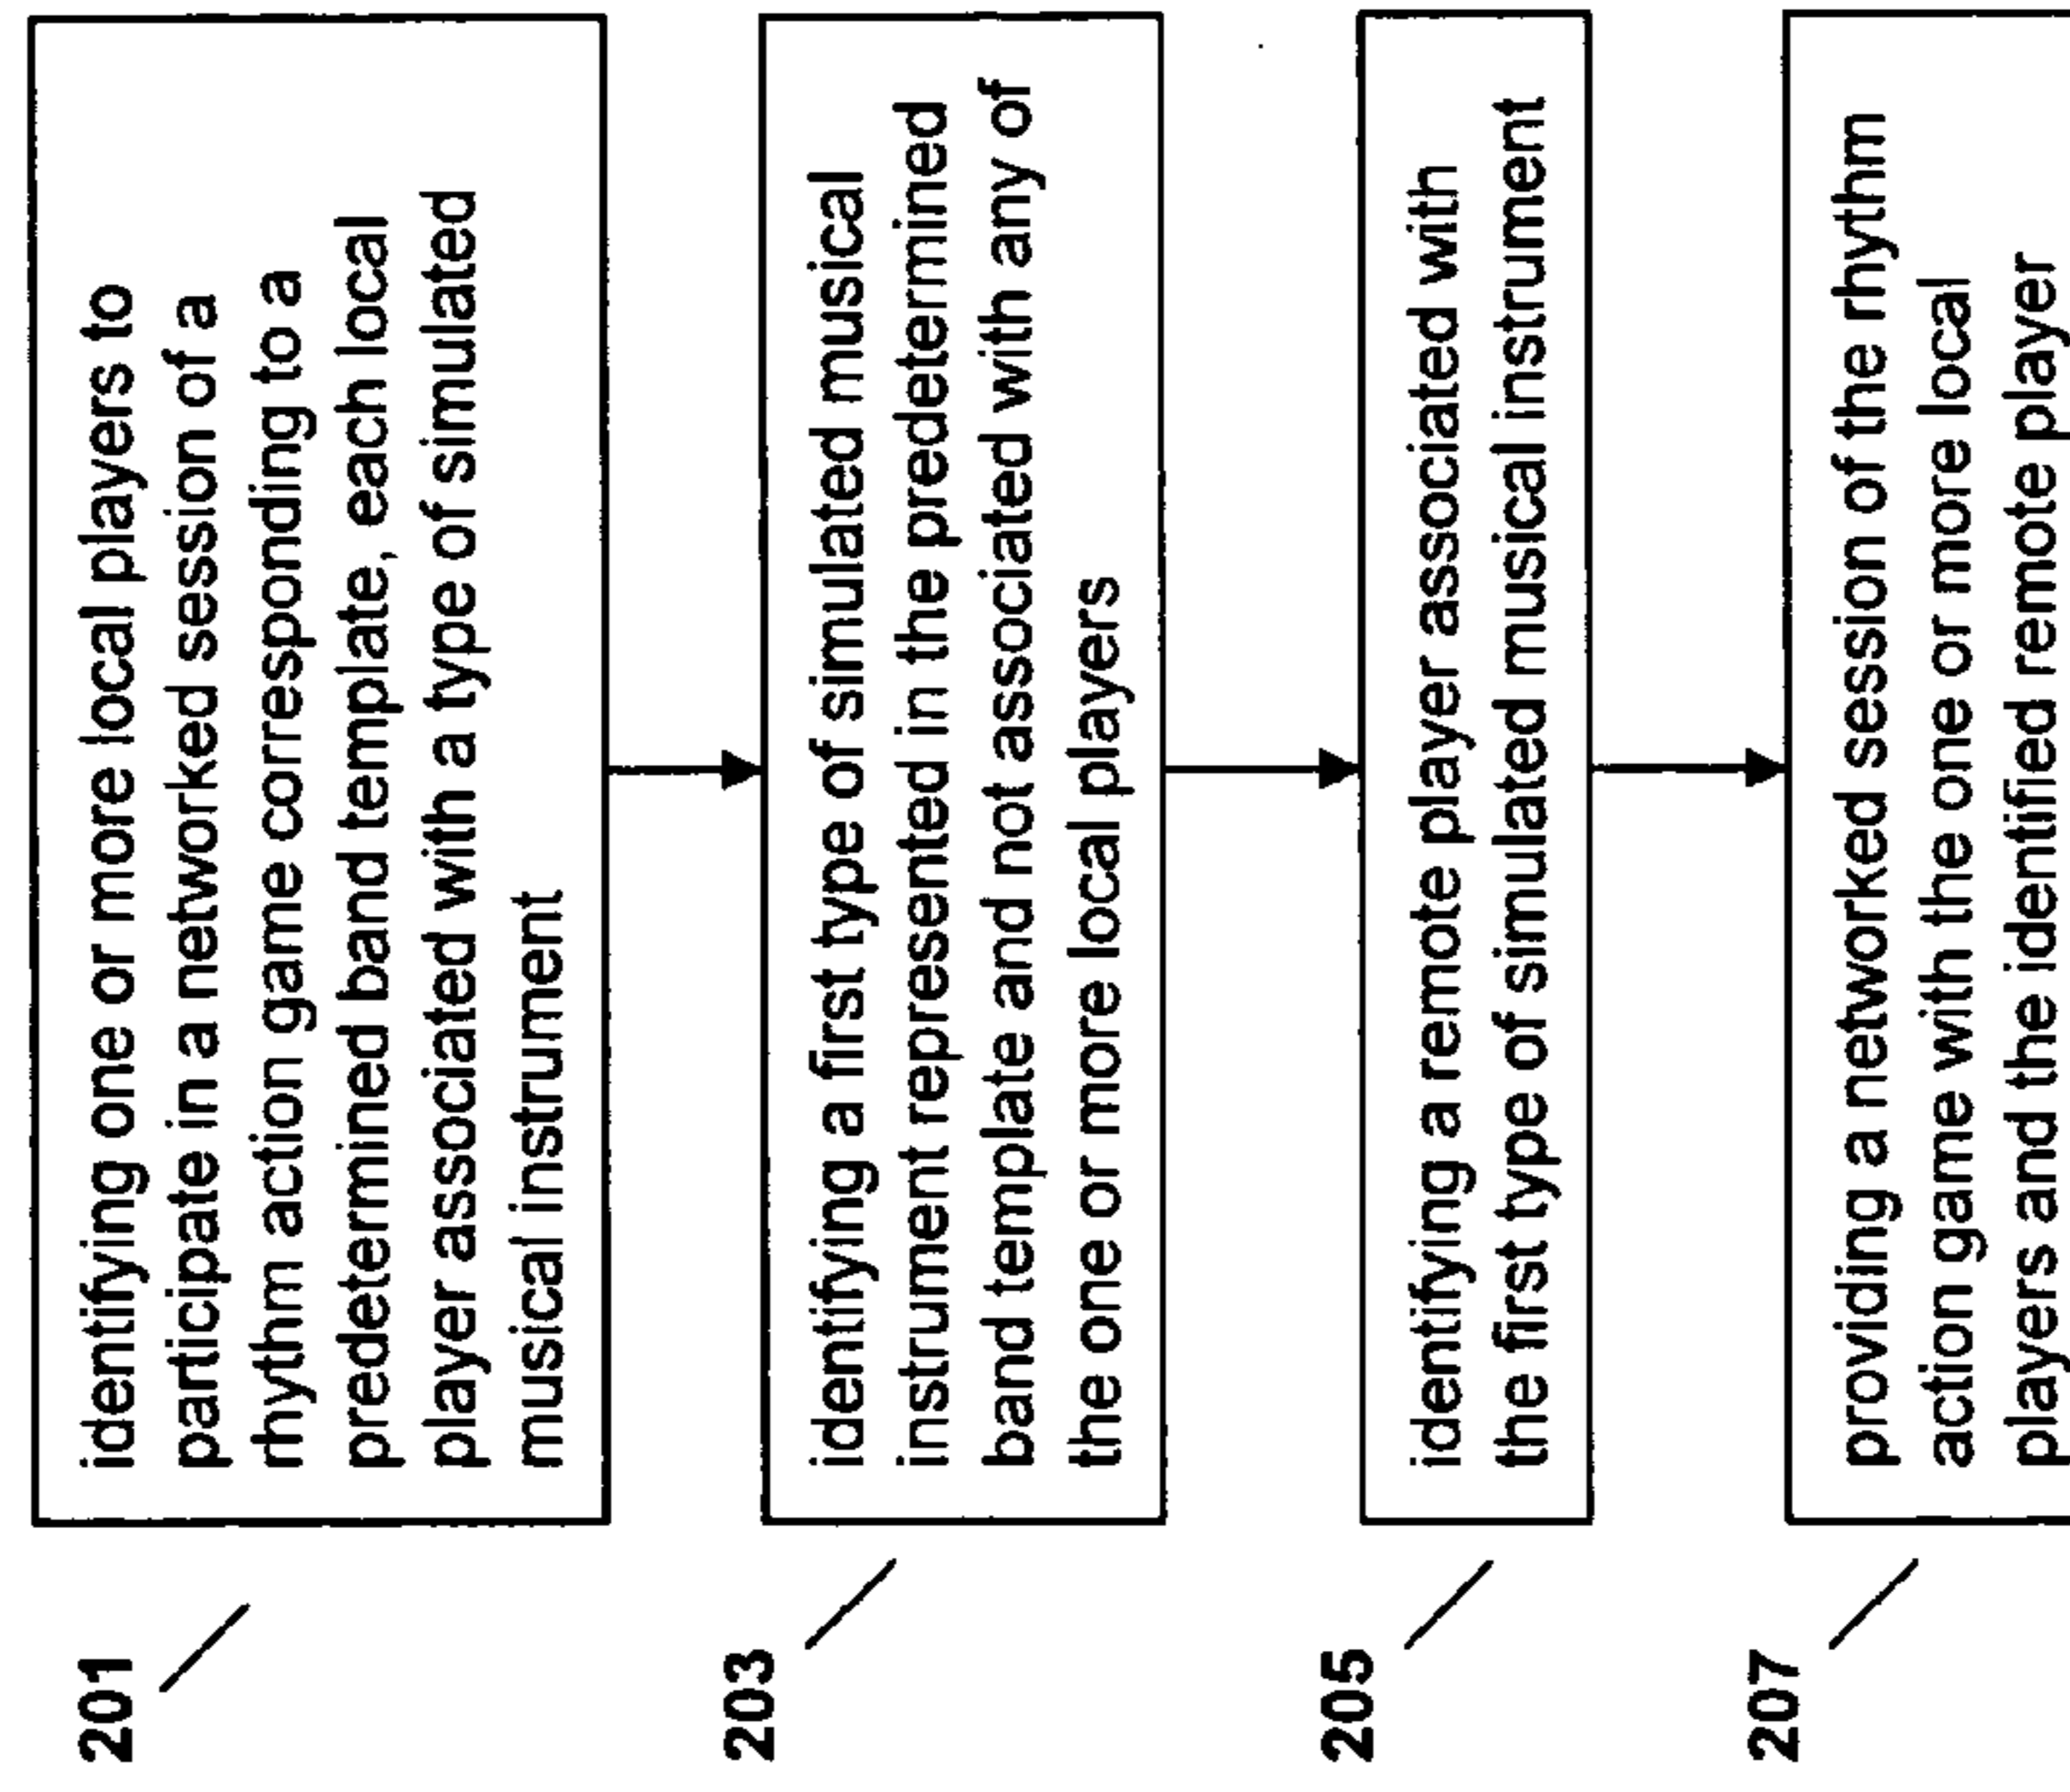 201
identifying one or more local players to
participate in a networked session of a
rhythm action game corresponding to a
predetermined band template, each local
player associated with a type of simulated
musical instrument
203
identifying a first type of simulated musical
instrument represented in the predetermined
band template and not associated with any of
the one or more local players
205
identifying a remote player associated with
the first type of simulated musical instrument
207
providing a networked session of the rhythm
action game with the one or more local
players and the identified remote player